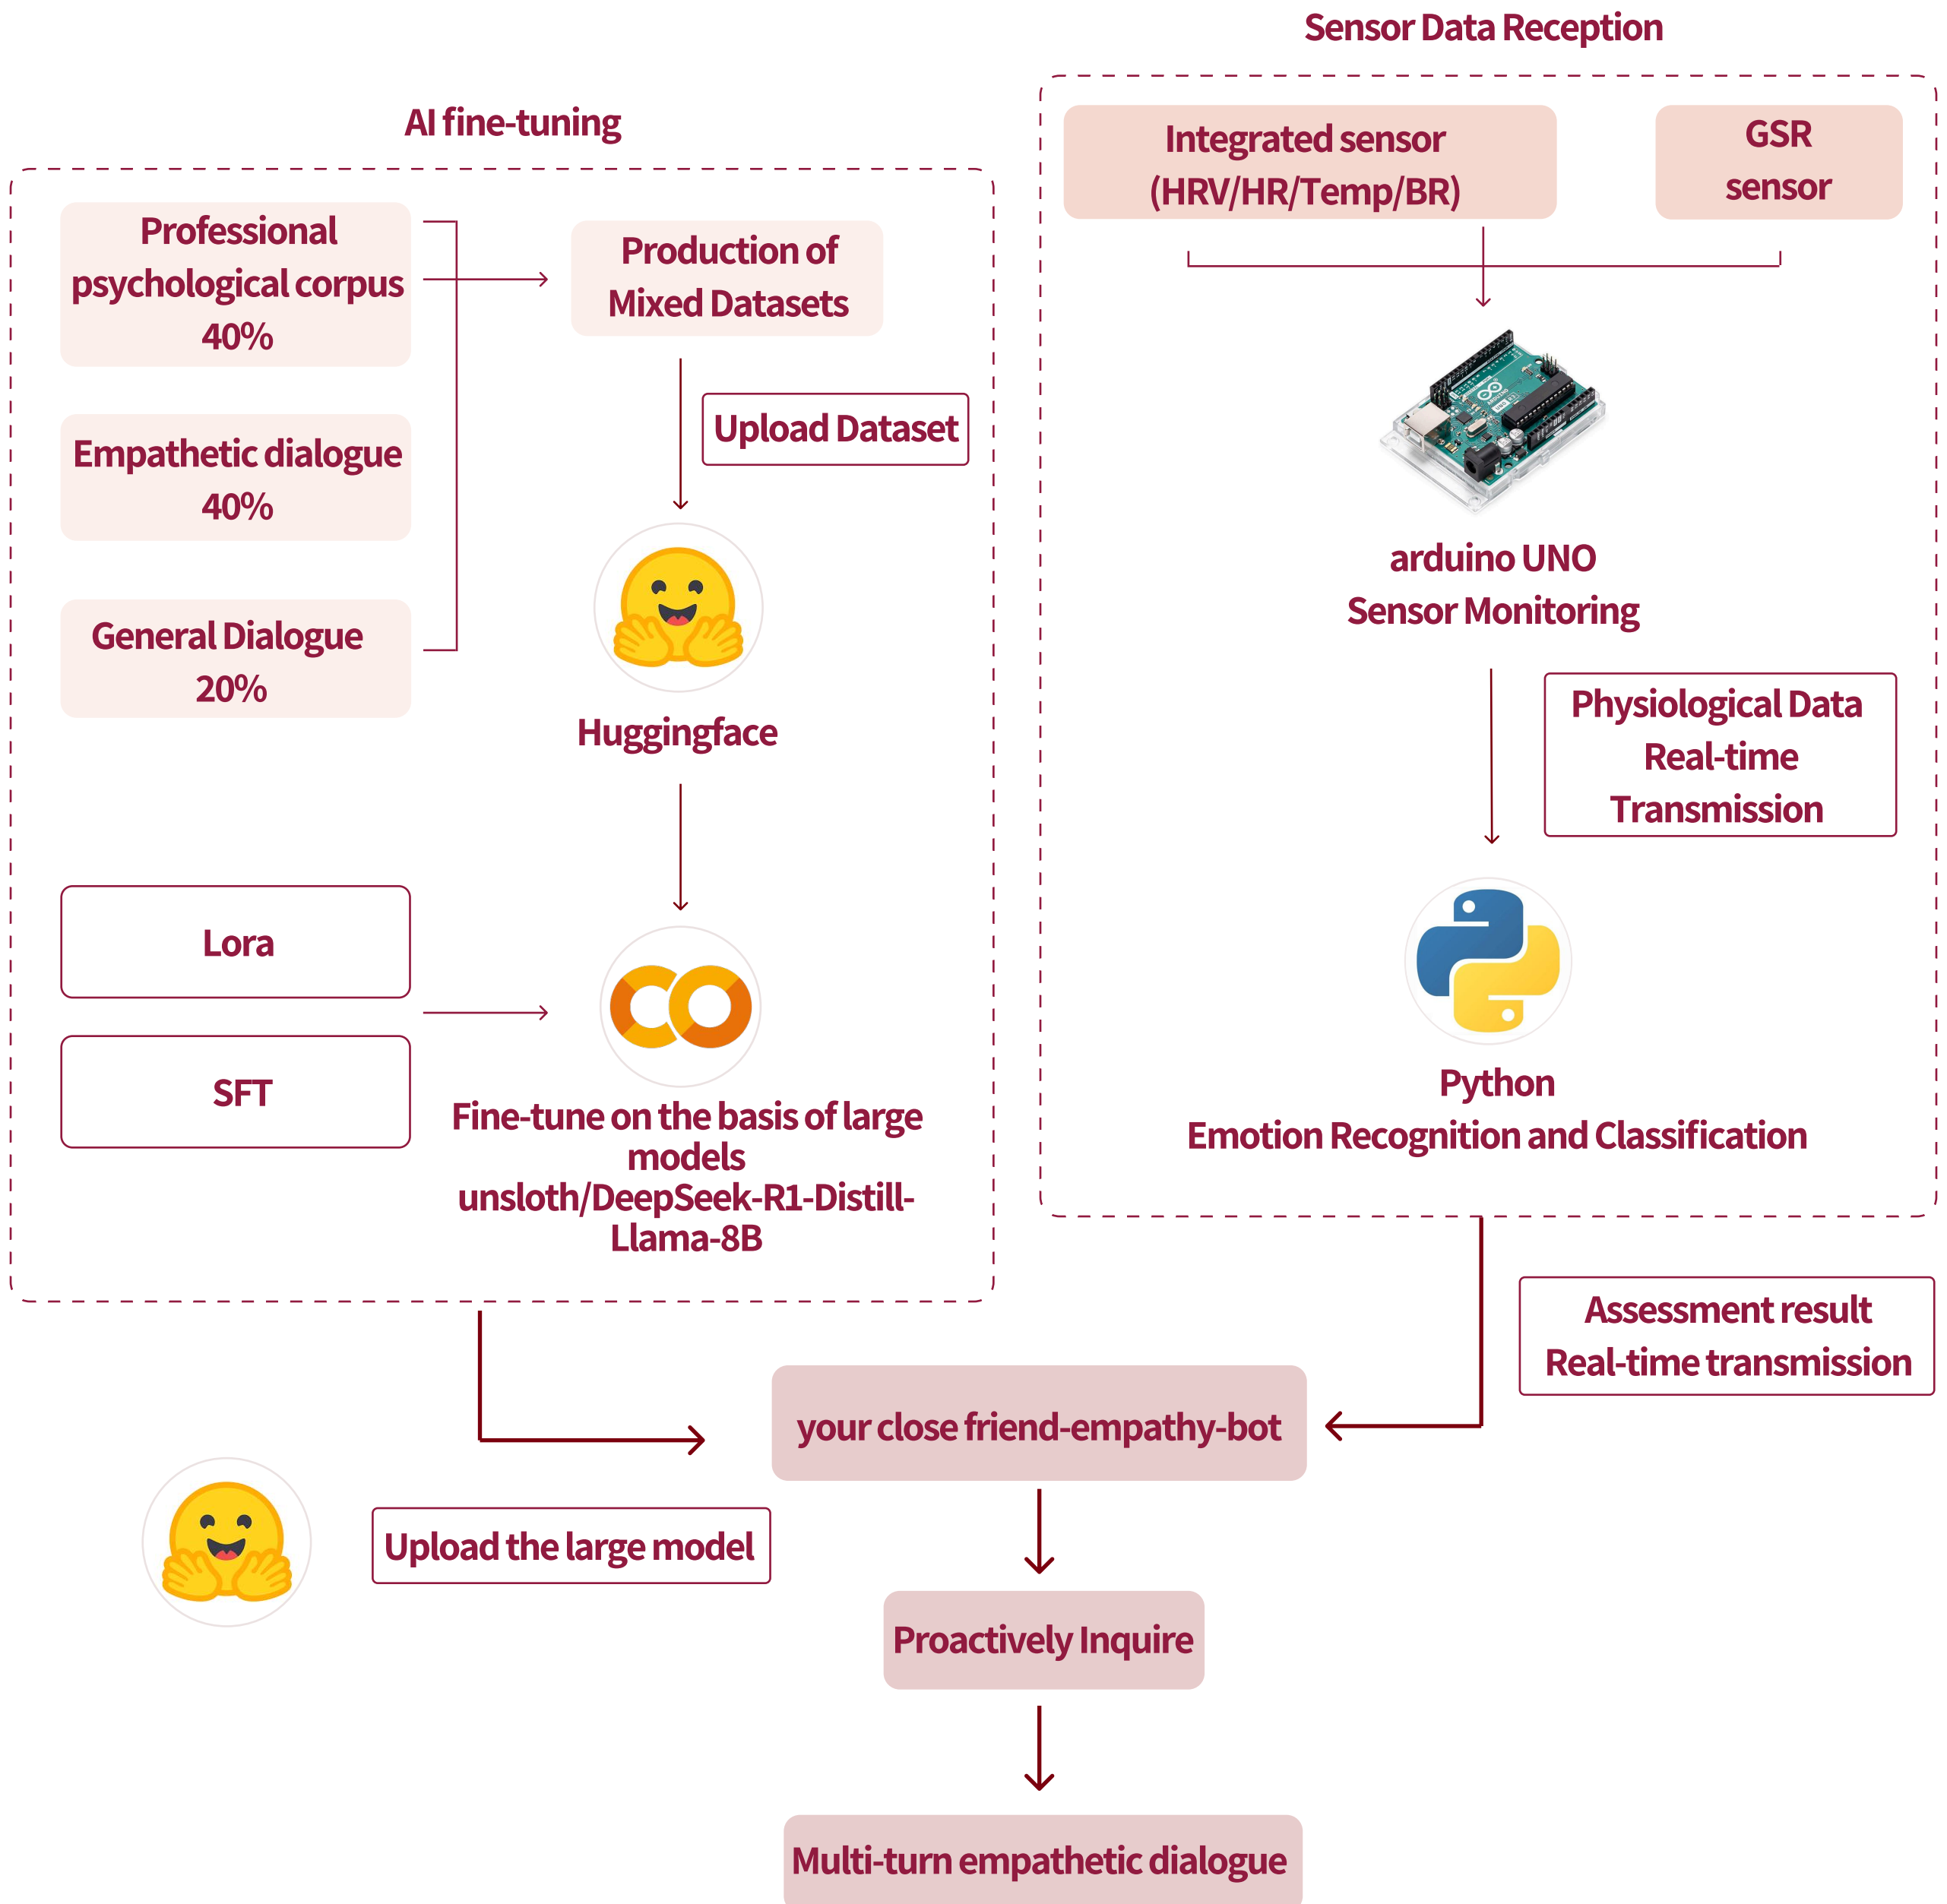 Sensor Data Reception
AI fine-tuning
Professional
psychological corpus
40%
Empathetic dialogue
40%
General Dialogue
20%
Production of
Mixed Datasets
Upload Dataset
Huggingface
Lora
SFT
Fine-tune on the basis of large
models
unsloth/DeepSeek-R1-Distill-
Llama-8B
Integrated sensor
(HRV/HR/Temp/BR)
GSR
sensor
arduino UNO
Sensor Monitoring
Physiological Data
Real-time
Transmission
Python
Emotion Recognition and Classification
Assessment result
Real-time transmission
your close friend-empathy-bot
Upload the large model
Proactively Inquire
Multi-turn empathetic dialogue